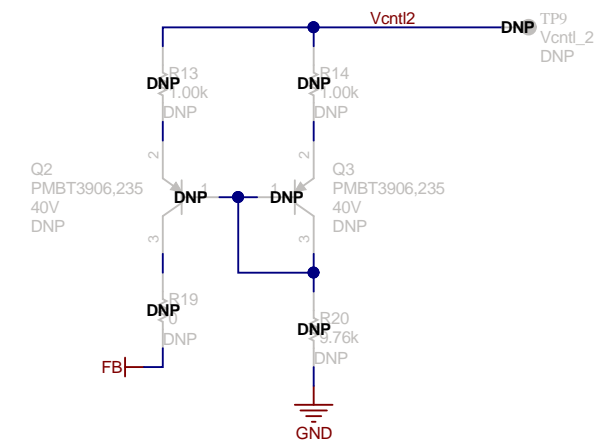 Vcntl2
DNP
TP9
Vcntl_2
DNP
DNP
R13
1.00k
DNP
DNP
R14
1.00k
DNP
2
2
Q2
PMBT3906,235
40V
DNP
DNP
1
1
DNP
Q3
PMBT3906,235
40V
DNP
3
3
DNP
R19
0
DNP
DNP
R20
9.76k
DNP
FB
GND